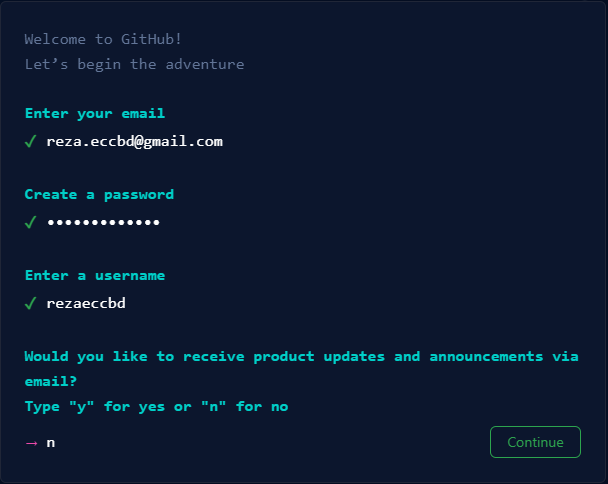 Welcome to GitHub!
Let’s begin the adventure
Enter your email
✓ reza.eccbd@gmail.com
Create a password
✓ •••••••••••••
Enter a username
✓ rezaeccbd
Would you like to receive product updates and announcements via
email?
Type "y" for yes or "n" for no
→ n
Continue